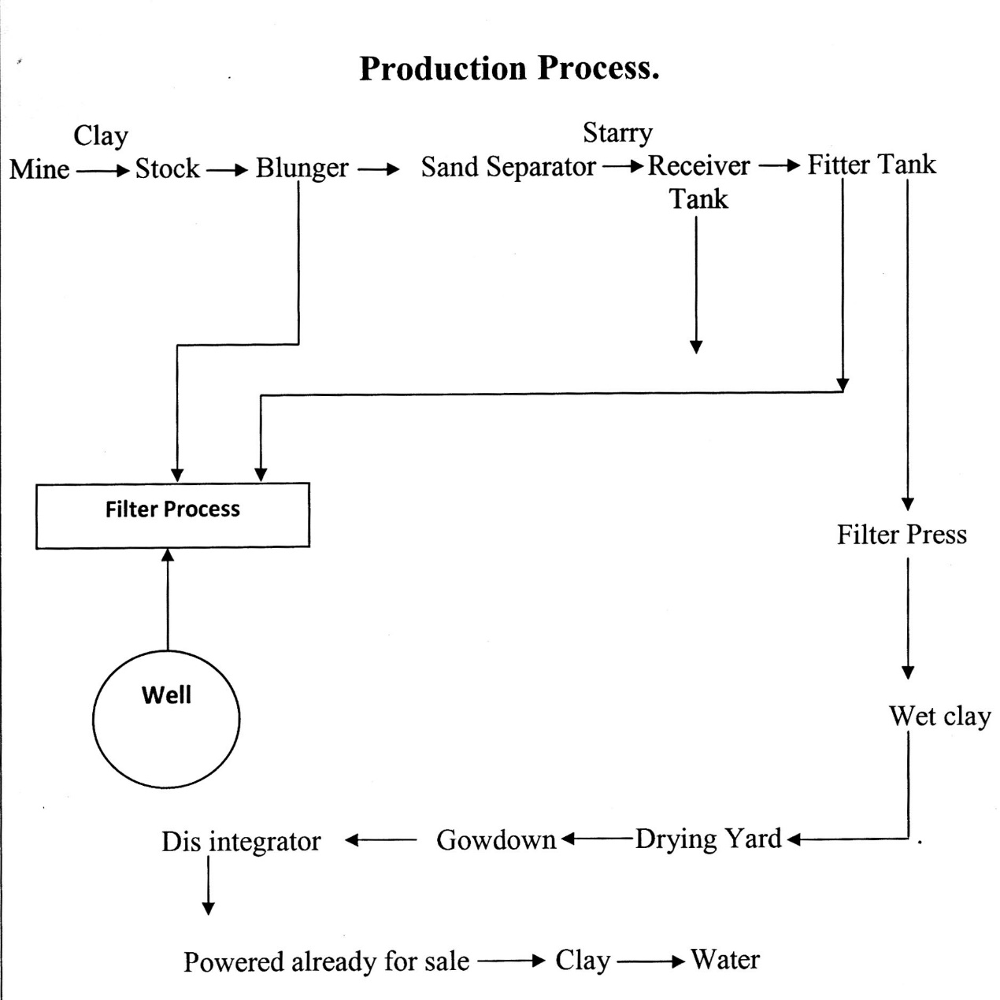 Production Process.
Clay
Starry
Mine Stock Blunger Sand Separator Receiver Fitter Tank
Tank
Filter Process
Filter Press
Well
Wet clay
Dis integrator Gowdown Drying Yard
Powered already for sale Clay Water